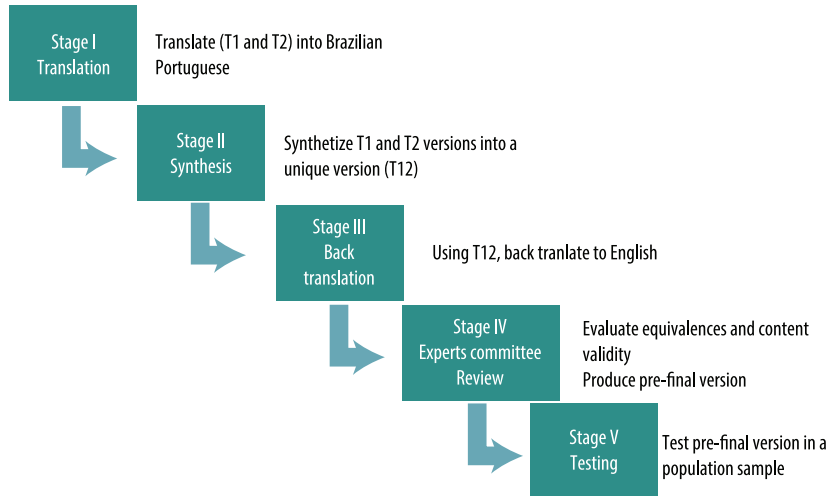 Stage I
Translation
Translate (T1 and T2) into Brazilian
Portuguese
Stage II
Synthesis
Synthetize T1 and T2 versions into a
unique version (T12)
Stage III
Back
translation
Using T12, back tranlate to English
Stage IV
Experts committee
Review
Evaluate equivalences and content
validity
Produce pre-final version
Stage V
Testing
Test pre-final version in a
population sample